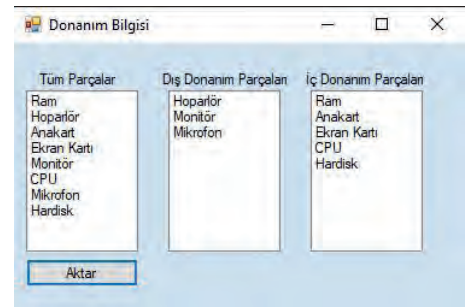 Donanım Bilgisi
Tüm Parçalar
Ram
Hoparlör
Anakart
Ekran Kartı
Monitör
CPU
Mikrofon
Hardisk
Aktar
Dış Donanım Parçaları
Hoparlör
Monitör
Mikrofon
İç Donanım Parçaları
Ram
Anakart
Ekran Kartı
CPU
Hardisk